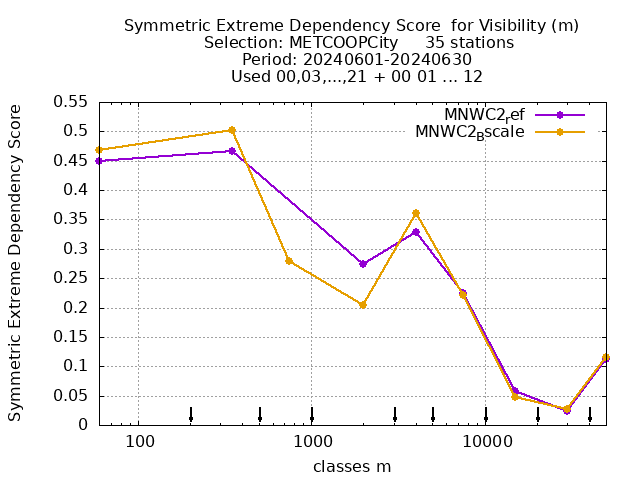 Symmetric Extreme Dependency Score  for Visibility (m)
Selection: METCOOPCity     35 stations
Period: 20240601-20240630
Used 00,03,...,21 + 00 01 ... 12
MNWC2ref
MNWC2Bscale
Symmetric Extreme Dependency Score
0.55
0.5
0.45
0.4
0.35
0.3
0.25
0.2
0.15
0.1
0.05
0
100 1000 10000
classes m